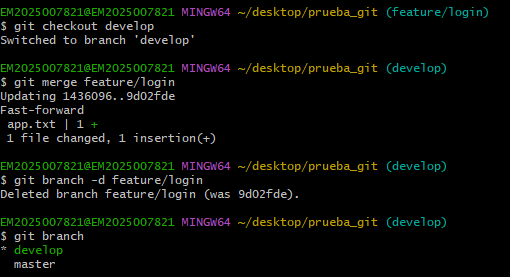 EM2025007821@EM2025007821 MINGW64 ~/desktop/prueba_git (feature/login)
$ git checkout develop
Switched to branch 'develop'
EM2025007821@EM2025007821 MINGW64 ~/desktop/prueba_git (develop)
$ git merge feature/login
Updating 1436096..9d02fde
Fast-forward
 app.txt | 1 +
 1 file changed, 1 insertion(+)
EM2025007821@EM2025007821 MINGW64 ~/desktop/prueba_git (develop)
$ git branch -d feature/login
Deleted branch feature/login (was 9d02fde).
EM2025007821@EM2025007821 MINGW64 ~/desktop/prueba_git (develop)
$ git branch
* develop
  master